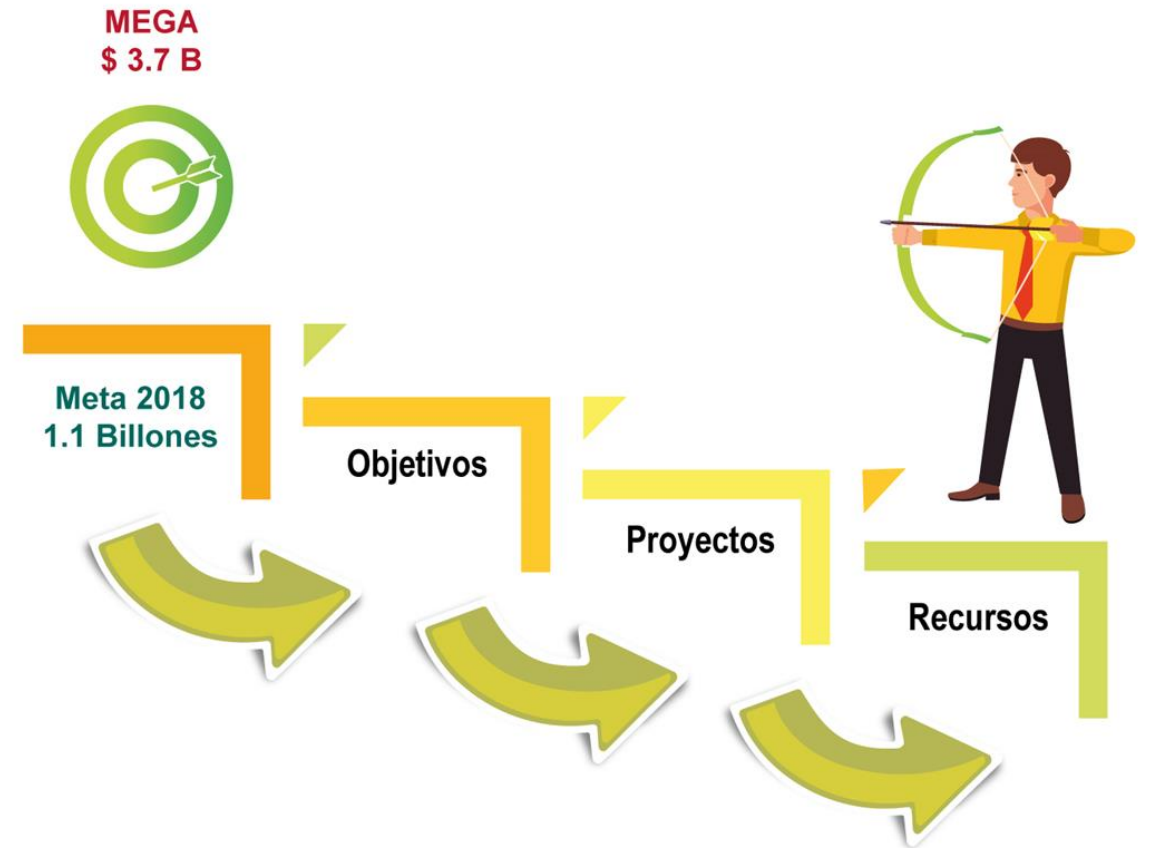 MEGA
$ 3.7 B
Meta 2018
1.1 Billones
Objetivos
Proyectos
Recursos